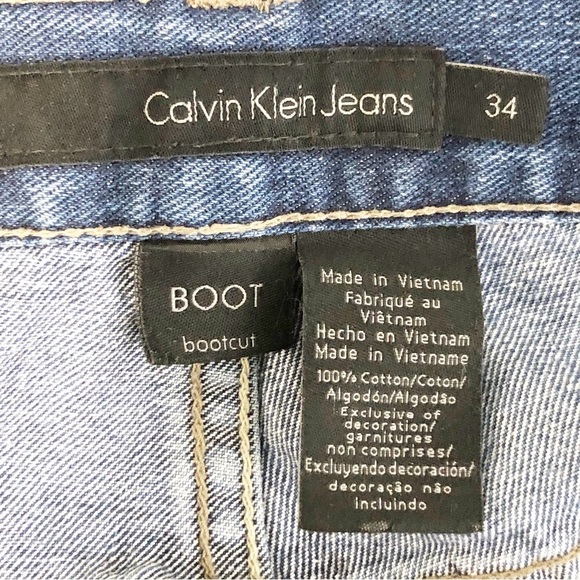 Calvin Klein Jeans
34
BOOT
bootcut
Made in Vietnam
Fabriqué au
Viêtnam
Hecho en Vietnam
Made in Vietname
100% Cotton/Coton/
Algodón/Algodão
Exclusive of
decoration/
garnitures
non comprises/
Excluyendo decoración/
decoração não
incluindo